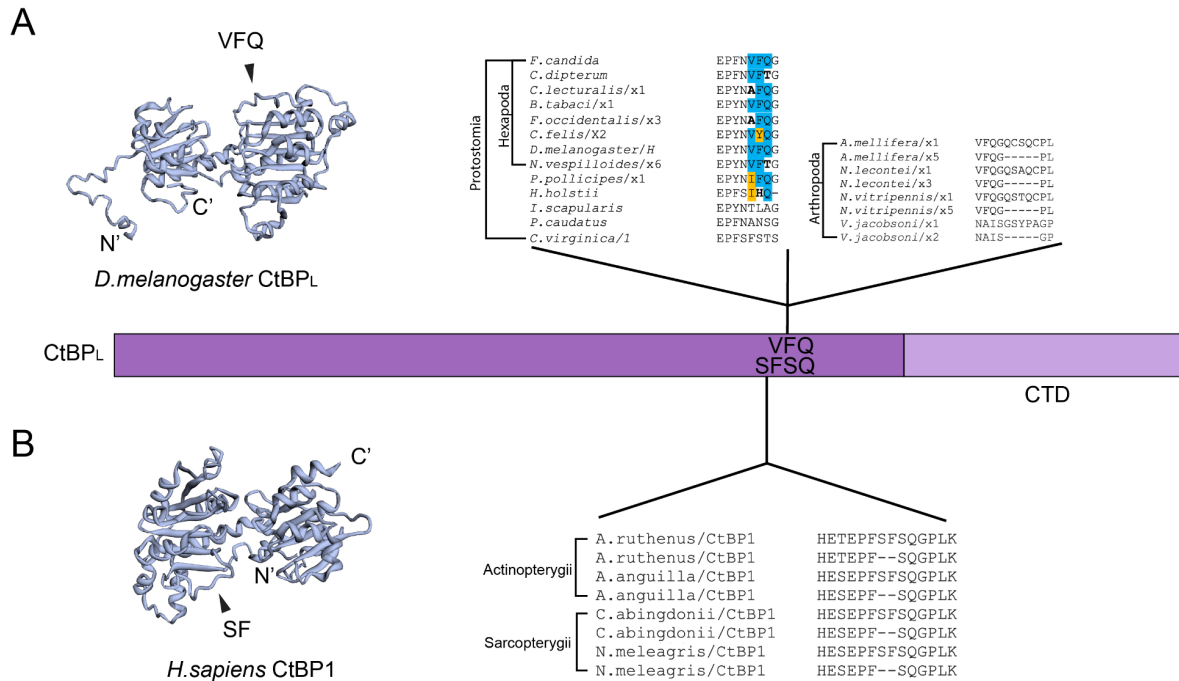 A
VFQ
N'
C'
D.melanogaster CtBPL
Protostomia
Hexapoda
F.candida EPFNVFQG
C.dipterum EPYNVFTG
C.lecturalis/x1 EPYNAFQG
B.tabaci/x1 EPYNVFQG
F.occidentalis/x3 EPYNAFQG
C.felis/X2 EPYNVYQG
D.melanogaster/H EPYNVFQG
N.vespilloides/x6 EPYNVFTG
P.pollicipes/x1 EPYNIFQG
H.holstii EPFSIHQ-
I.scapularis EPYNTLAG
P.caudatus EPFNANSG
C.virginica/1 EPFSFSTS
Arthropoda
A.mellifera/x1 VFQGQCSQCPL
A.mellifera/x5 VFQG-----PL
N.lecontei/x1 VFQGQSAQCPL
N.lecontei/x3 VFQG-----PL
N.vitripennis/x1 VFQGQSTQCPL
N.vitripennis/x5 VFQG-----PL
V.jacobsoni/x1 NAISGSYPAGP
V.jacobsoni/x2 NAIS-----GP
CtBPL
VFQ
SFSQ
CTD
B
C'
N'
SF
H.sapiens CtBP1
Actinopterygii
A.ruthenus/CtBP1 HETEPFSFSQGPLK
A.ruthenus/CtBP1 HETEPF--SQGPLK
A.anguilla/CtBP1 HESEPFSFSQGPLK
A.anguilla/CtBP1 HESEPF--SQGPLK
Sarcopterygii
C.abingdonii/CtBP1 HESEPFSFSQGPLK
C.abingdonii/CtBP1 HESEPF--SQGPLK
N.meleagris/CtBP1 HESEPFSFSQGPLK
N.meleagris/CtBP1 HESEPF--SQGPLK